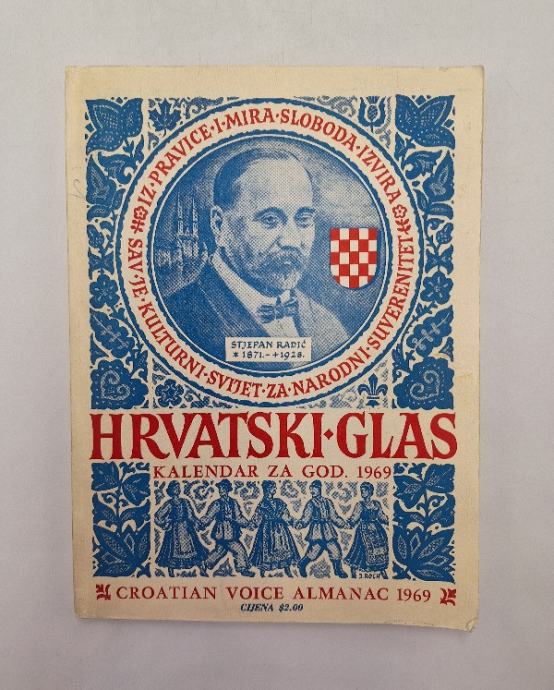 IZ·PRAVICE·I·MIRA·SLOBODA·IZVIRA
SAV·JE·KULTURNI·SVIJET·ZA·NARODNI·SUVERENITET
STJEPAN RADIĆ
* 1871.-+1928.
HRVATSKI·GLAS
KALENDAR ZA GOD. 1969
CROATIAN VOICE ALMANAC 1969
CIJENA $2.00